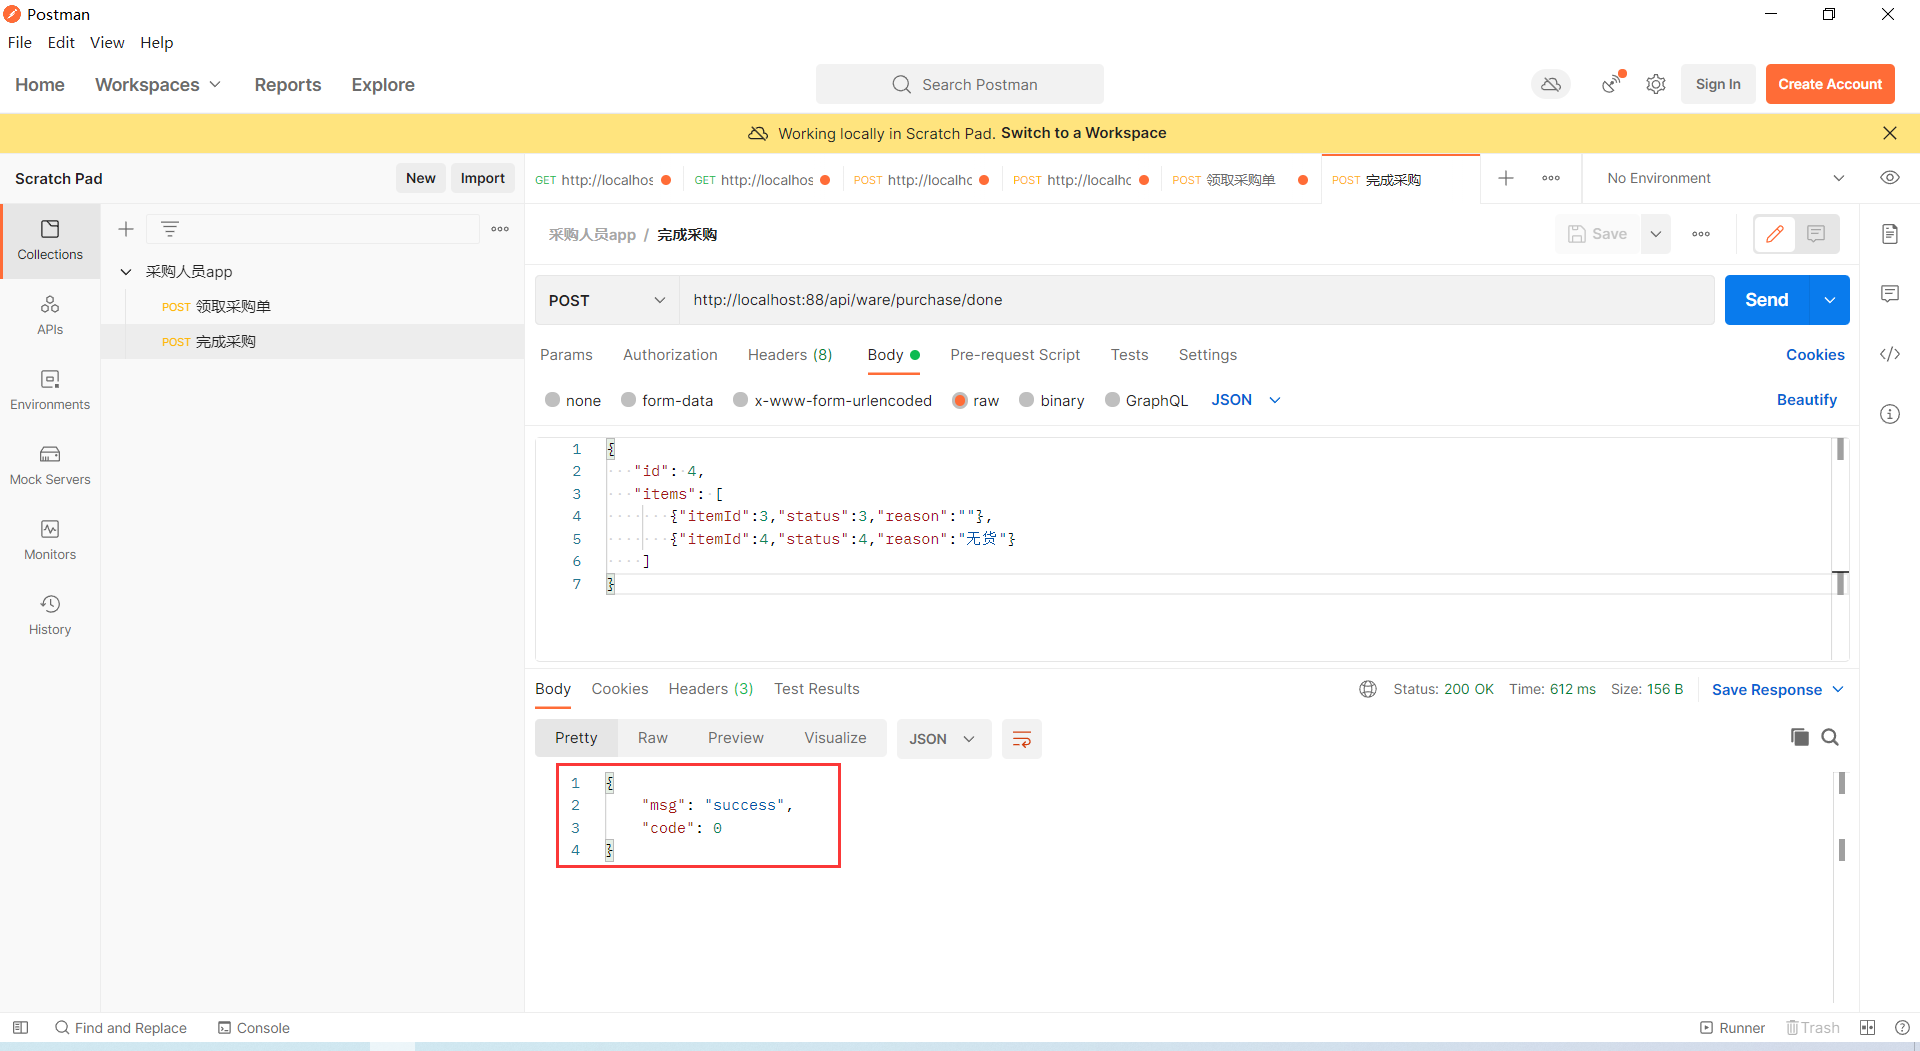 Postman
File Edit View Help
Home Workspaces Reports Explore
Search Postman
Sign In
Create Account
Working locally in Scratch Pad. Switch to a Workspace
Scratch Pad
New
Import
GET http://localhos
GET http://localhos
POST http://localhc
POST http://localhc
POST 领取采购单
POST 完成采购
No Environment
Collections
APIs
Environments
Mock Servers
Monitors
History
采购人员app
POST 领取采购单
POST 完成采购
采购人员app / 完成采购
Save
POST
http://localhost:88/api/ware/purchase/done
Send
Params Authorization Headers (8) Body Pre-request Script Tests Settings
Cookies
none form-data x-www-form-urlencoded raw binary GraphQL JSON
Beautify
1 {
2 "id": 4,
3 "items": [
4 {"itemId":3,"status":3,"reason":""},
5 {"itemId":4,"status":4,"reason":"无货"}
6 ]
7 }
Body Cookies Headers (3) Test Results
Status: 200 OK Time: 612 ms Size: 156 B
Save Response
Pretty Raw Preview Visualize JSON
1 {
2 "msg": "success",
3 "code": 0
4 }
Find and Replace
Console
Runner
Trash